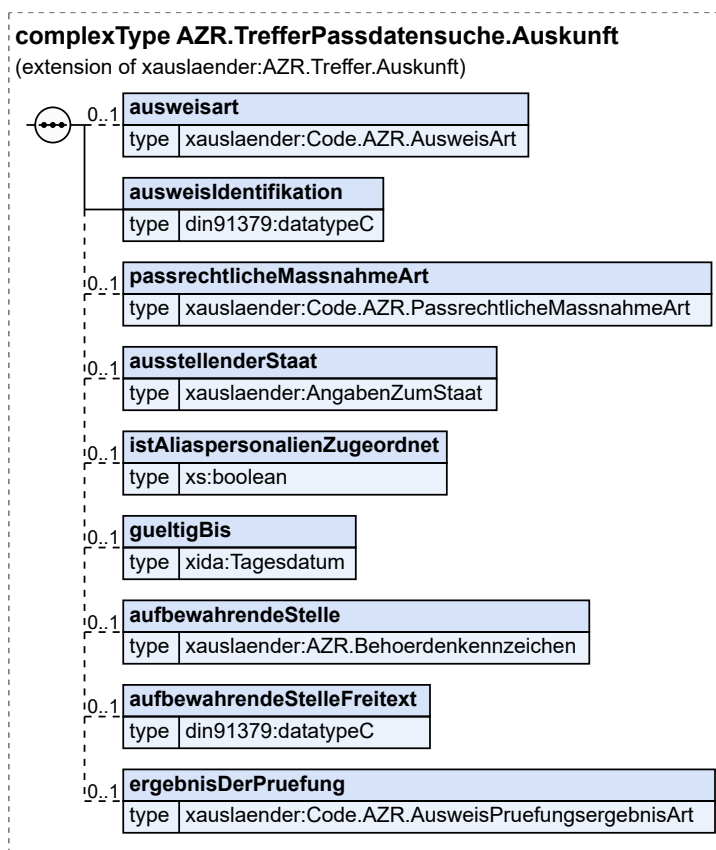 complexType AZR.TrefferPassdatensuche.Auskunft
(extension of xauslaender:AZR.Treffer.Auskunft)
0..1 ausweisart
type xauslaender:Code.AZR.AusweisArt
ausweisIdentifikation
type din91379:datatypeC
0..1 passrechtlicheMassnahmeArt
type xauslaender:Code.AZR.PassrechtlicheMassnahmeArt
0..1 ausstellenderStaat
type xauslaender:AngabenZumStaat
0..1 istAliaspersonalienZugeordnet
type xs:boolean
0..1 gueltigBis
type xida:Tagesdatum
0..1 aufbewahrendeStelle
type xauslaender:AZR.Behoerdenkennzeichen
0..1 aufbewahrendeStelleFreitext
type din91379:datatypeC
0..1 ergebnisDerPruefung
type xauslaender:Code.AZR.AusweisPruefungsergebnisArt